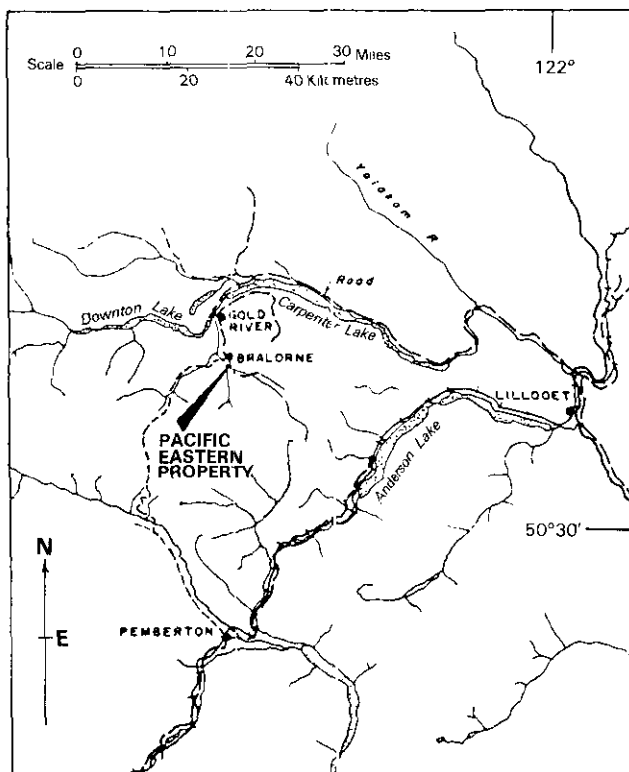 0 10 20 30 Miles
Scale
0 20 40 Kilometres
122°
Yalakom R
Road
Downton Lake
GOLD
RIVER
Carpenter Lake
BRALORNE
LILLOOET
PACIFIC
EASTERN
PROPERTY
Anderson Lake
50°30'
N
E
PEMBERTON